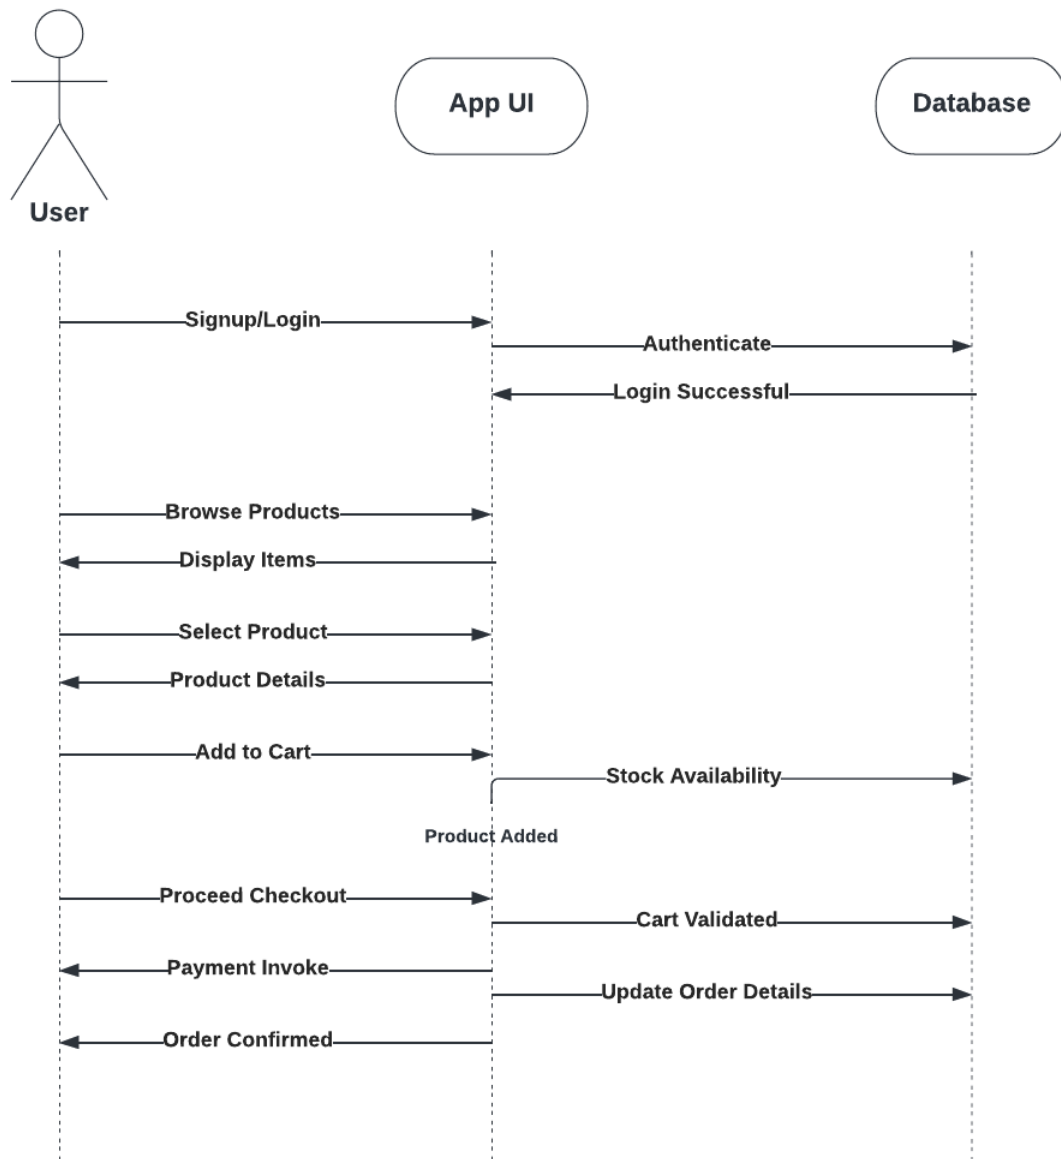 App UI
Database
User
Signup/Login
Authenticate
Login Successful
Browse Products
Display Items
Select Product
Product Details
Add to Cart
Stock Availability
Product Added
Proceed Checkout
Cart Validated
Payment Invoke
Update Order Details
Order Confirmed